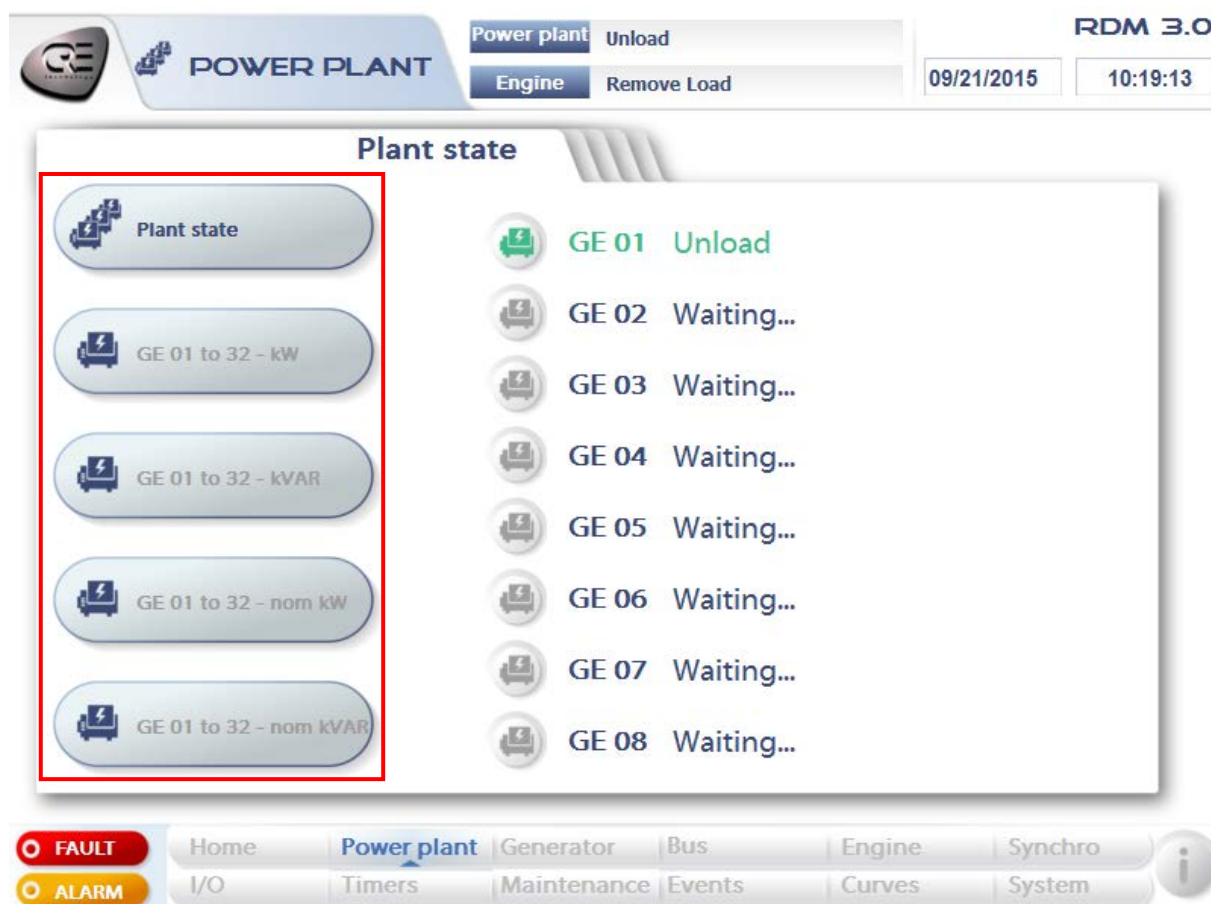 CRE
technology
POWER PLANT
Power plant Unload
Engine Remove Load
RDM 3.0
09/21/2015 10:19:13
Plant state
Plant state
GE 01 to 32 - kW
GE 01 to 32 - kVAR
GE 01 to 32 - nom kW
GE 01 to 32 - nom kVAR
GE 01 Unload
GE 02 Waiting...
GE 03 Waiting...
GE 04 Waiting...
GE 05 Waiting...
GE 06 Waiting...
GE 07 Waiting...
GE 08 Waiting...
FAULT Home Power plant Generator Bus Engine Synchro
ALARM I/O Timers Maintenance Events Curves System
i